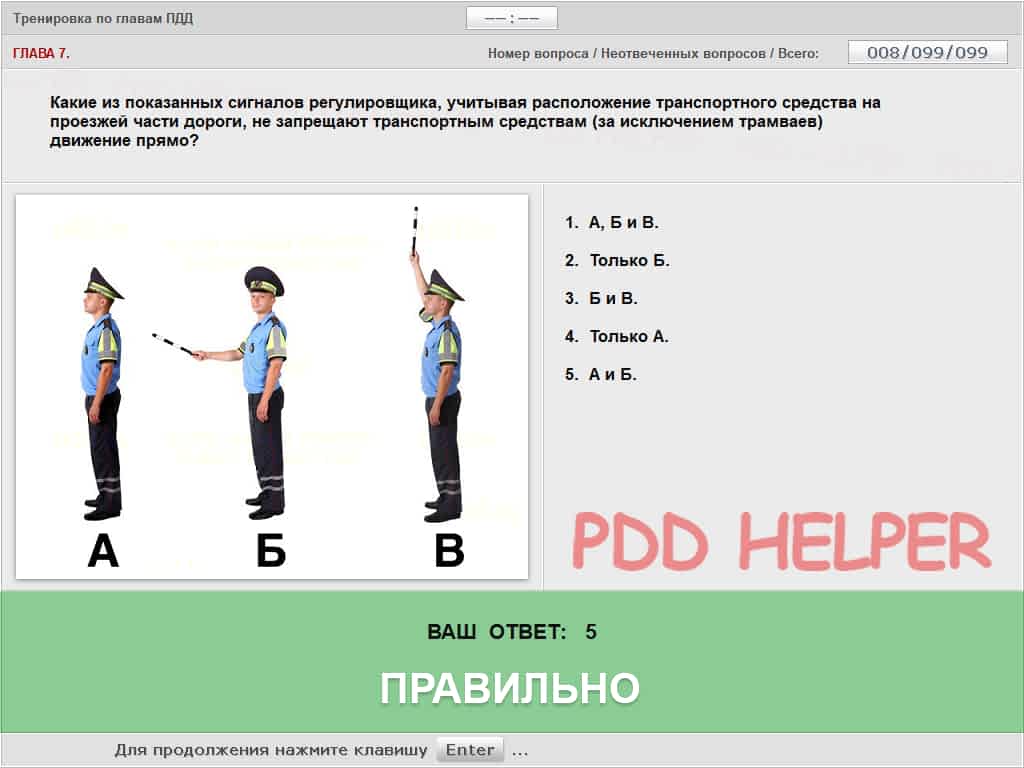 Тренировка по главам ПДД
—— : ——
ГЛАВА 7.
Номер вопроса / Неотвеченных вопросов / Всего:
008/099/099
Какие из показанных сигналов регулировщика, учитывая расположение транспортного средства на
проезжей части дороги, не запрещают транспортным средствам (за исключением трамваев)
движение прямо?
1. А, Б и В.
2. Только Б.
3. Б и В.
4. Только А.
5. А и Б.
А
Б
В
PDD HELPER
ВАШ ОТВЕТ: 5
ПРАВИЛЬНО
Для продолжения нажмите клавишу Enter ...